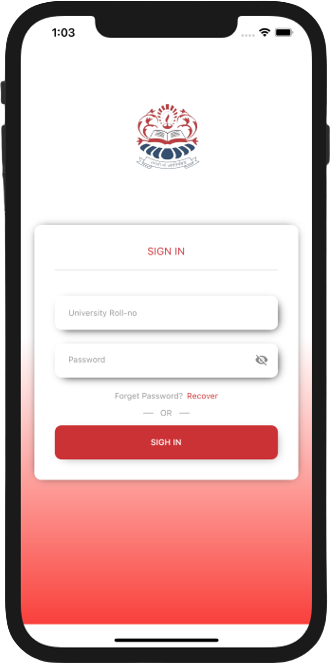 1:03
SIGN IN
University Roll-no
Password
Forget Password? Recover
OR
SIGH IN